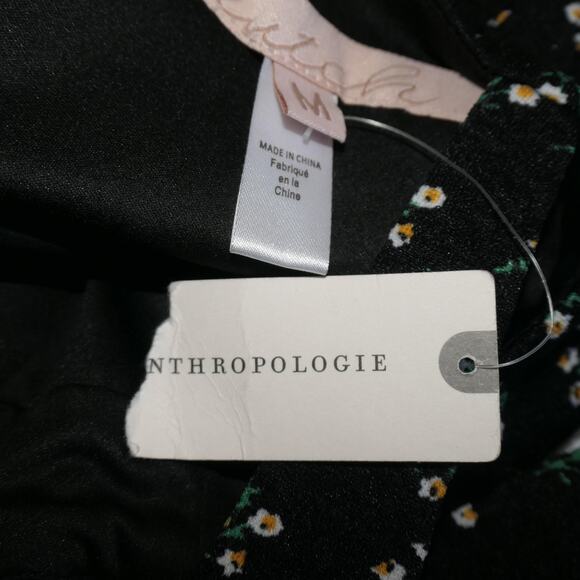 M
MADE IN CHINA
Fabriqué
en la
Chine
NTHROPOLOGIE